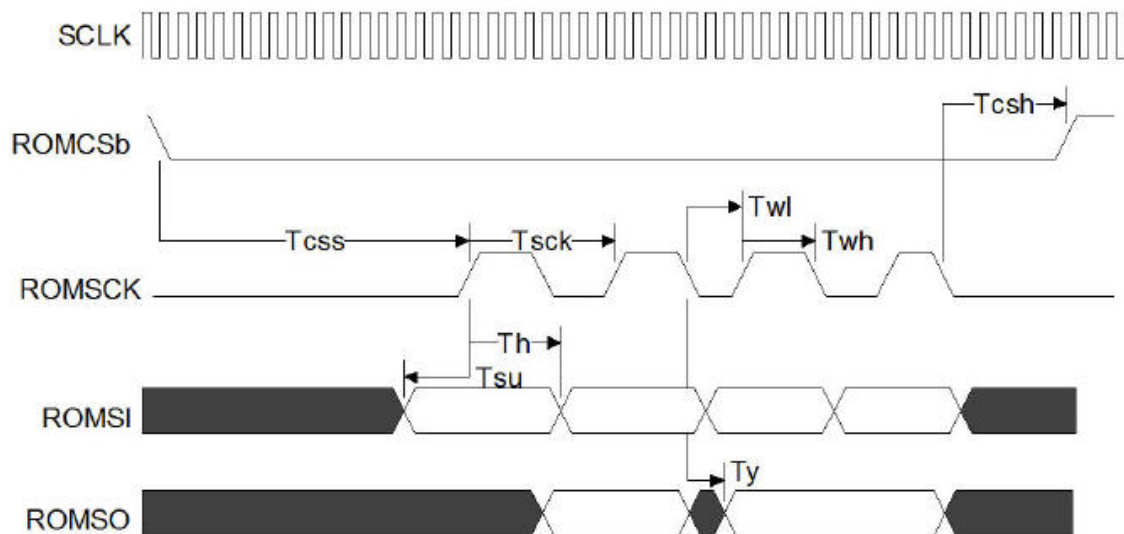 SCLK
Tcsh
ROMCSb
Twl
Tcss
Tsck
Twh
ROMSCK
Th
Tsu
ROMSI
Ty
ROMSO